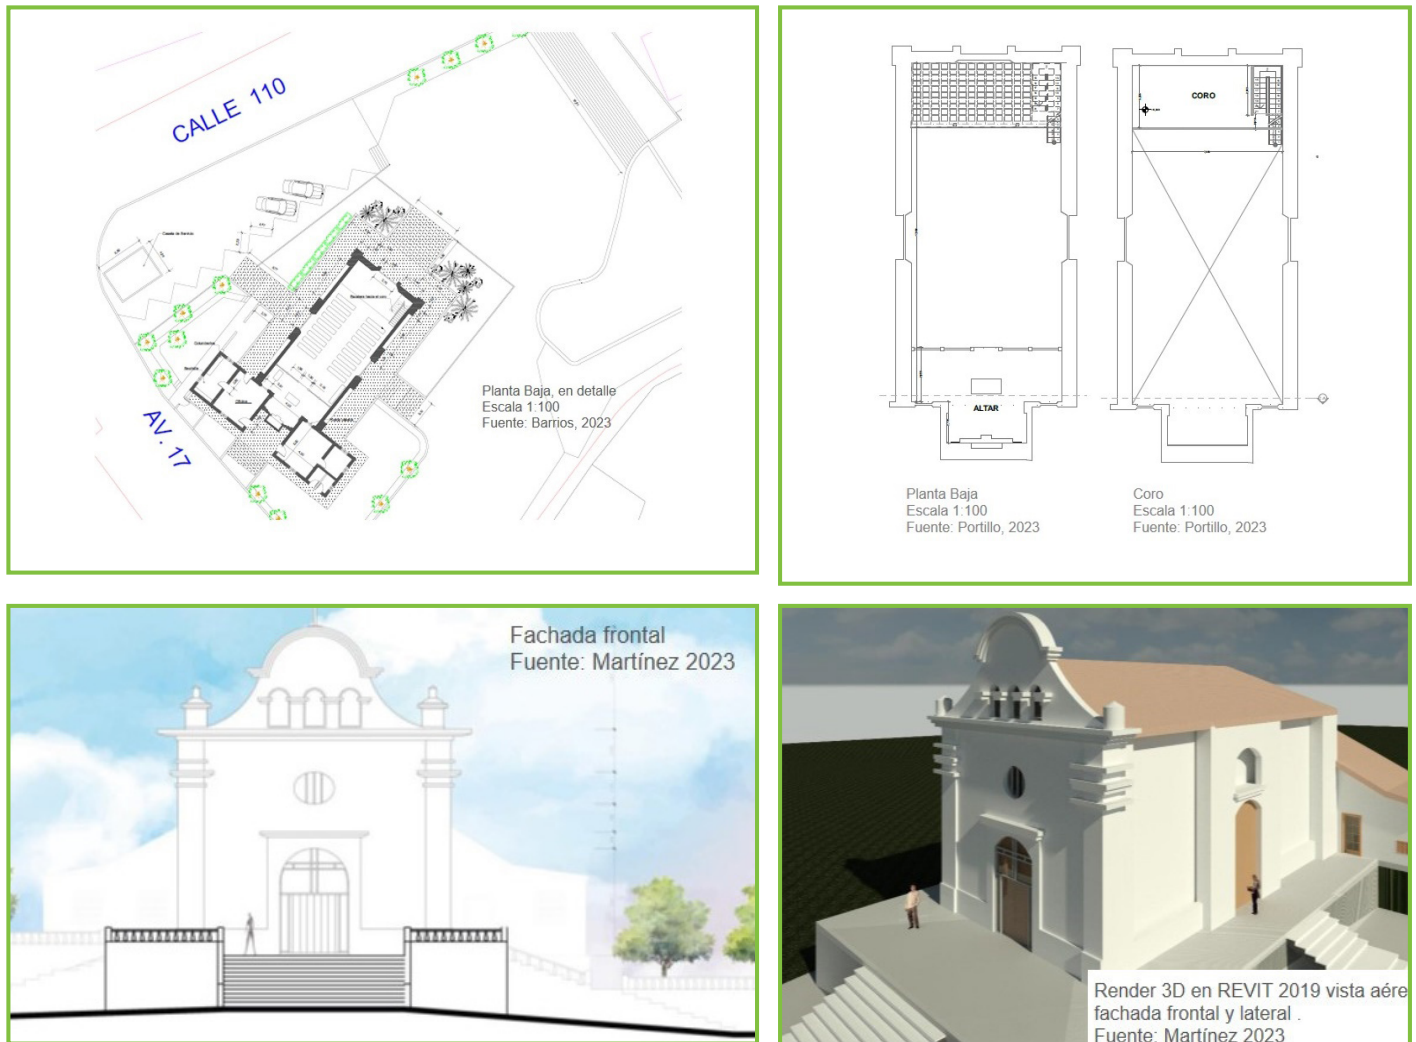 CALLE 110
AV. 17
Planta Baja, en detalle
Escala 1:100
Fuente: Barrios, 2023
CORO
ALTAR
Planta Baja
Escala 1:100
Fuente: Portillo, 2023
Coro
Escala 1:100
Fuente: Portillo, 2023
Fachada frontal
Fuente: Martínez 2023
Render 3D en REVIT 2019 vista aére
fachada frontal y lateral .
Fuente: Martínez 2023